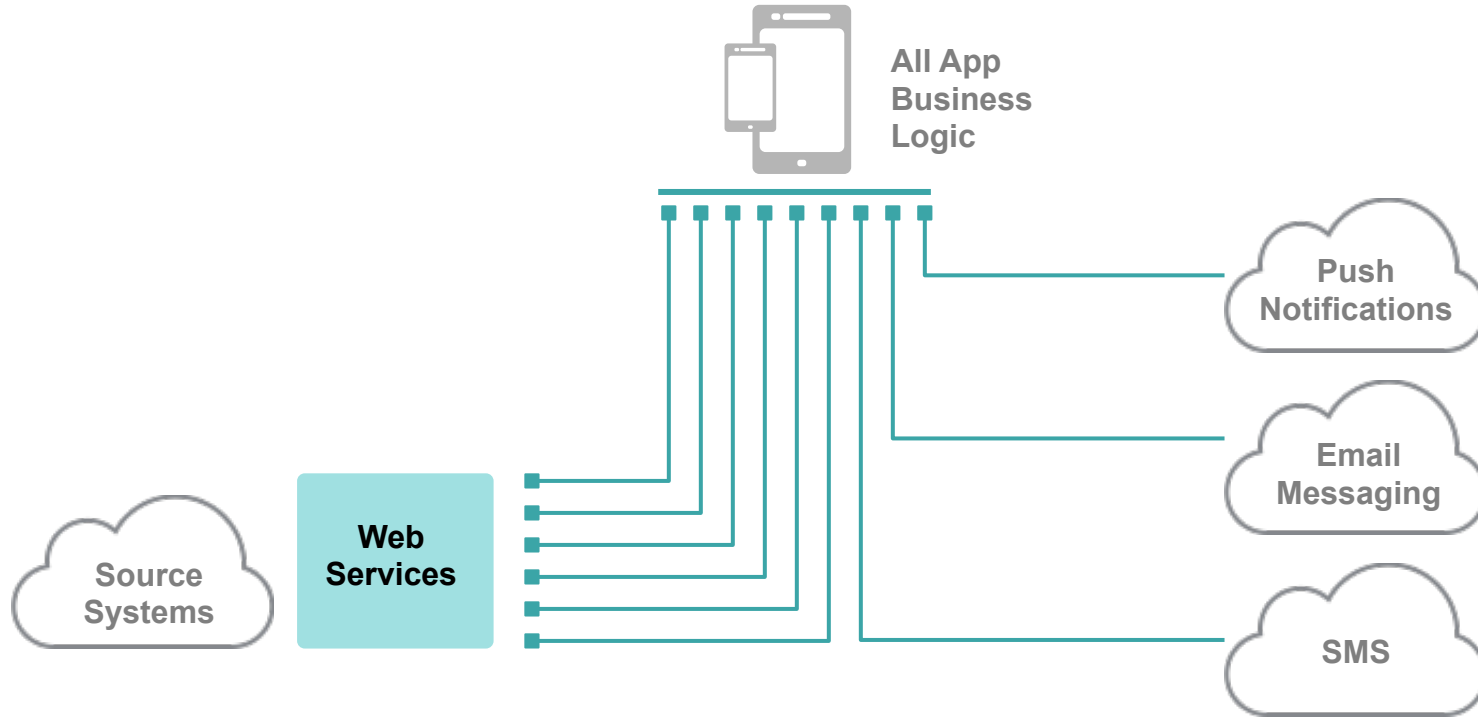 All App
Business
Logic
Push
Notifications
Email
Messaging
Web
Services
Source
Systems
SMS